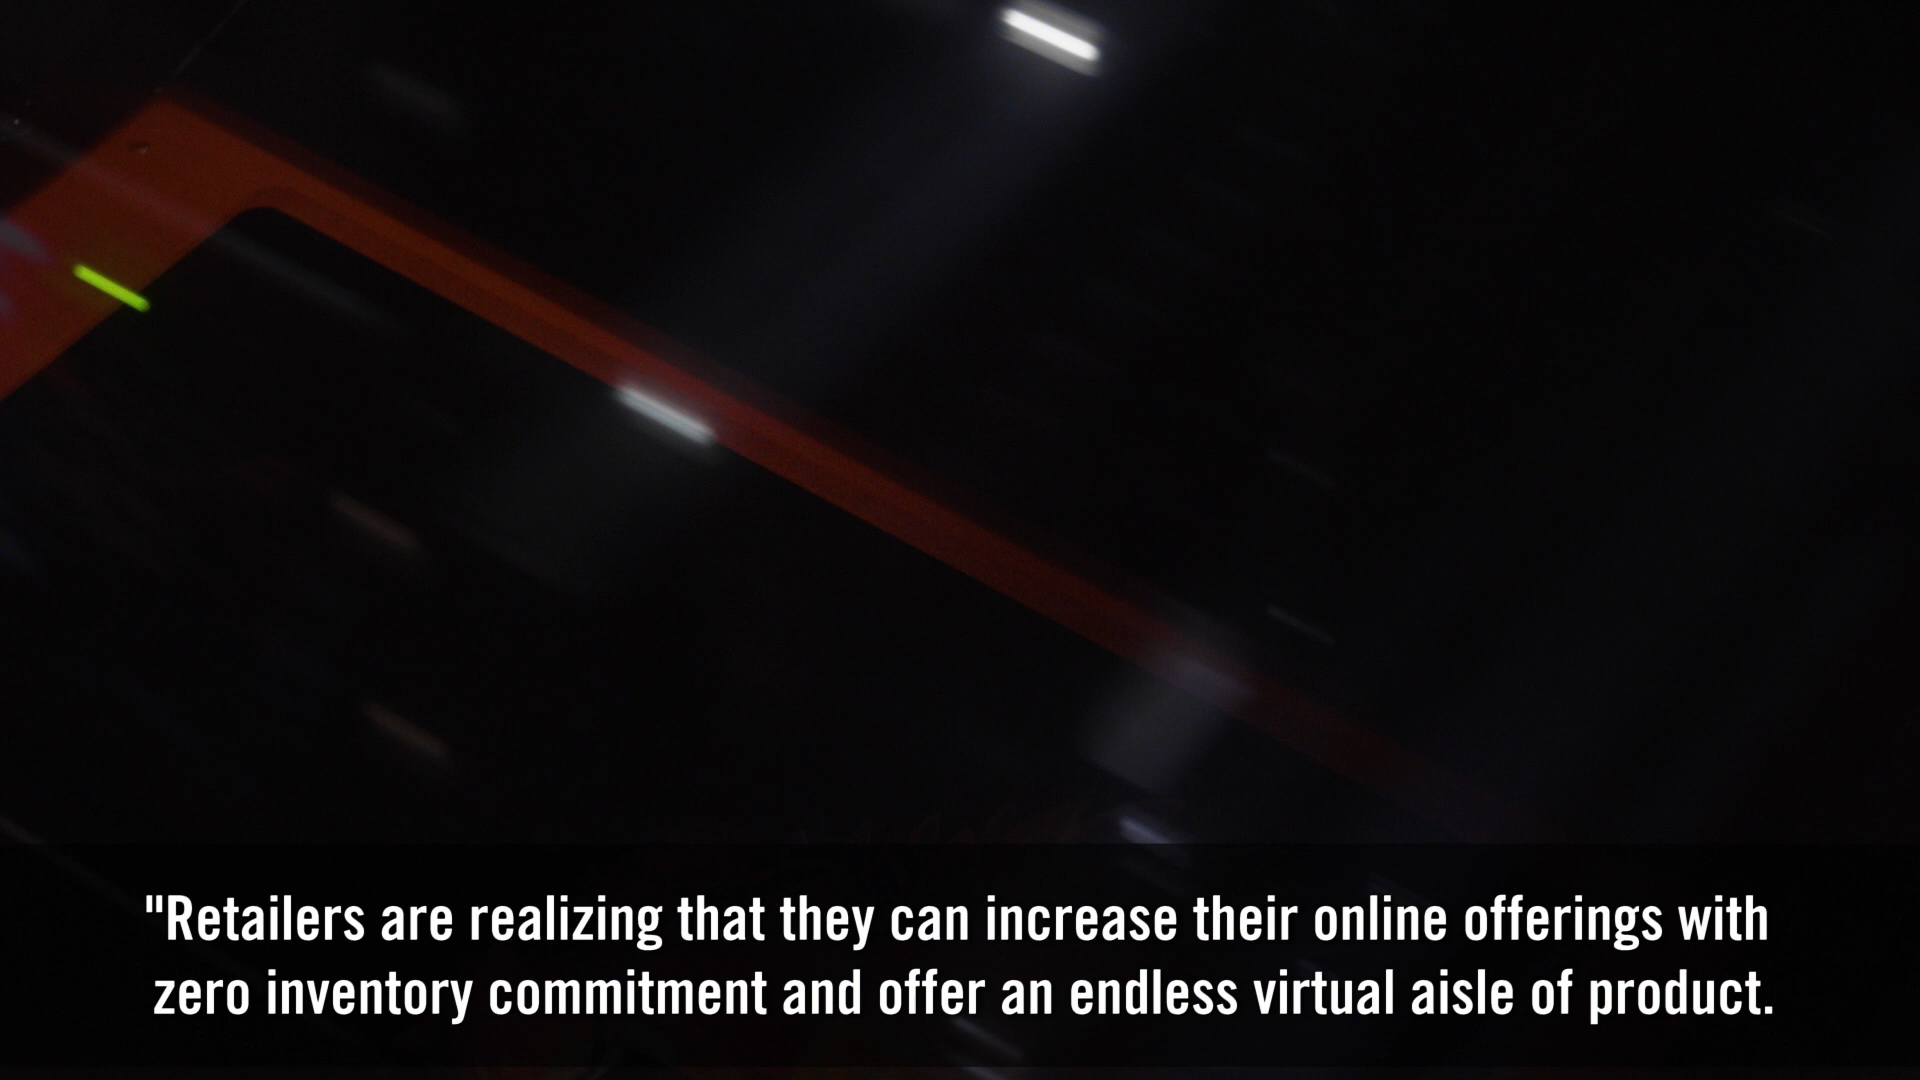 "Retailers are realizing that they can increase their online offerings with
zero inventory commitment and offer an endless virtual aisle of product.